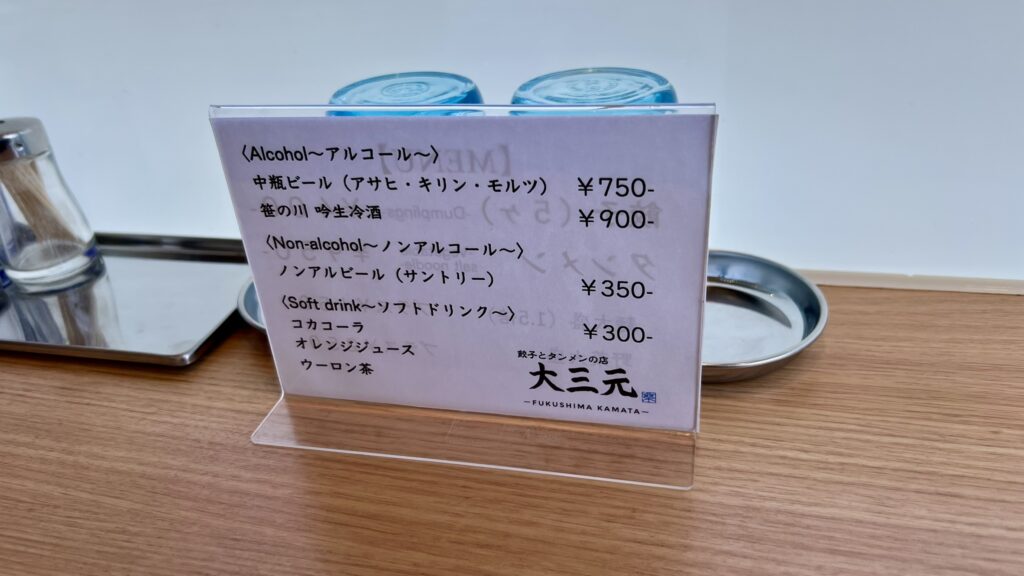 〈Alcohol～アルコール～〉
中瓶ビール（アサヒ・キリン・モルツ） ￥750-
笹の川 吟生冷酒 ￥900-
〈Non-alcohol～ノンアルコール～〉
ノンアルビール（サントリー） ￥350-
〈Soft drink～ソフトドリンク～〉
コカコーラ ￥300-
オレンジジュース
ウーロン茶
餃子とタンメンの店
大三元
—FUKUSHIMA KAMATA—